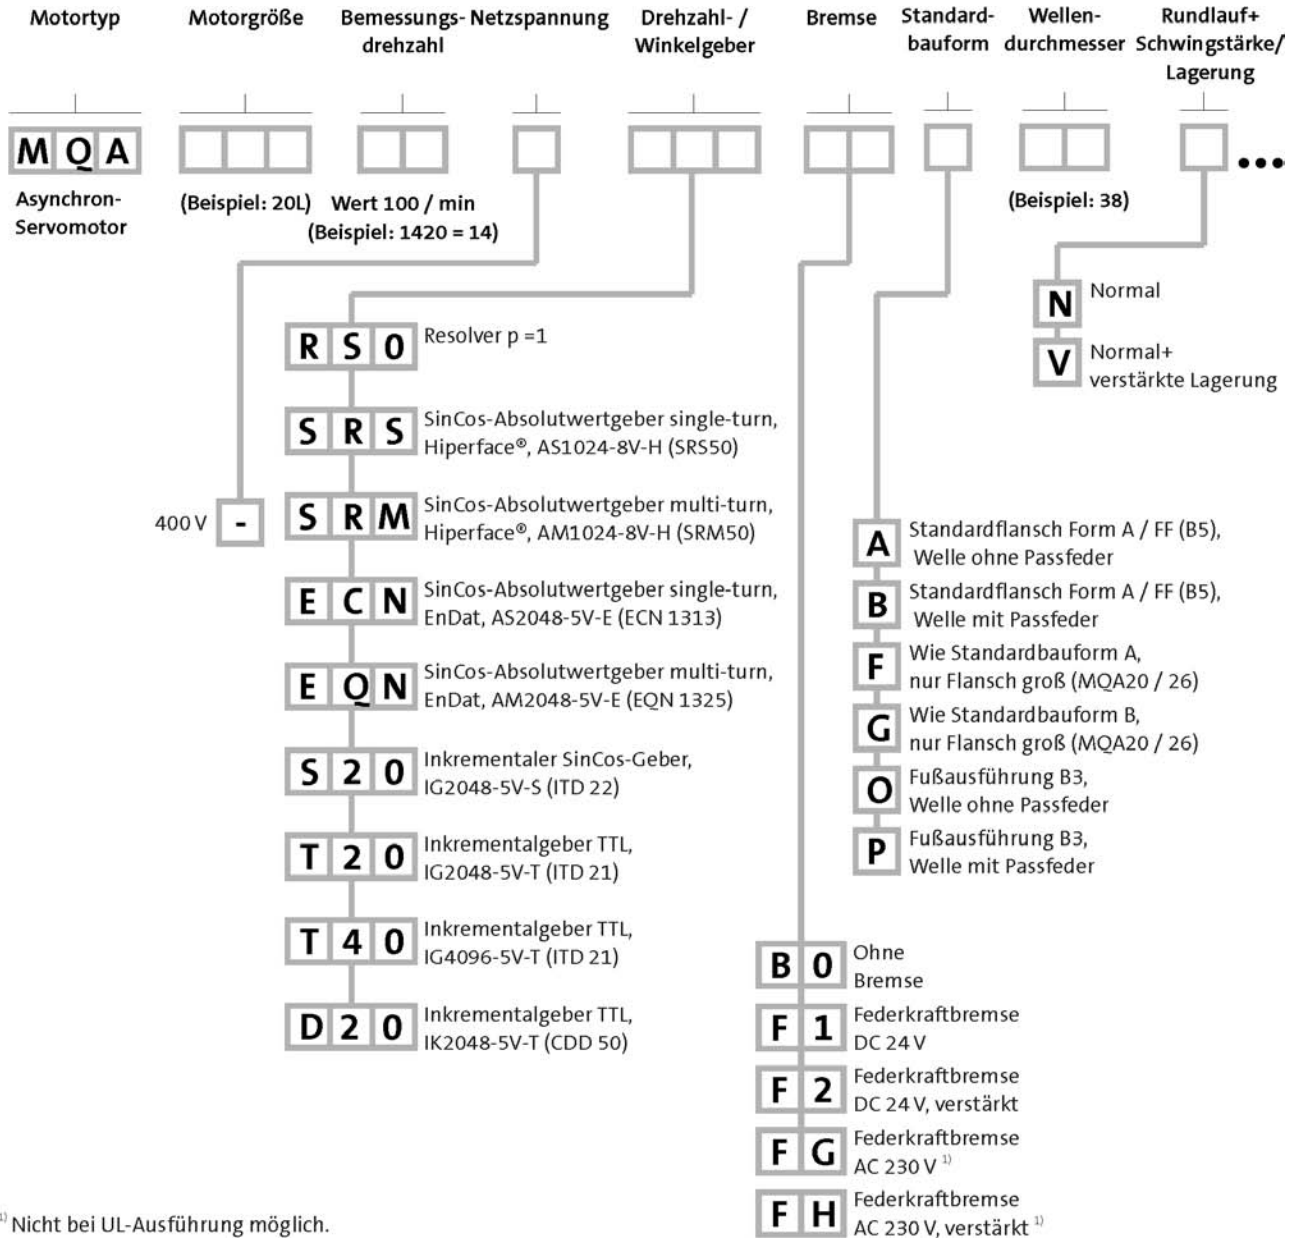 Motortyp
Motorgröße
Bemessungs-
drehzahl
Netzspannung
Drehzahl- /
Winkelgeber
Bremse
Standard-
bauform
Wellen-
durchmesser
Rundlauf+
Schwingstärke/
Lagerung
M Q A
•••
Asynchron-
Servomotor
(Beispiel: 20L)
Wert 100 / min
(Beispiel: 1420 = 14)
(Beispiel: 38)
N Normal
V Normal+
verstärkte Lagerung
R S 0 Resolver p =1
S R S SinCos-Absolutwertgeber single-turn,
Hiperface®, AS1024-8V-H (SRS50)
400 V -
S R M SinCos-Absolutwertgeber multi-turn,
Hiperface®, AM1024-8V-H (SRM50)
E C N SinCos-Absolutwertgeber single-turn,
EnDat, AS2048-5V-E (ECN 1313)
E Q N SinCos-Absolutwertgeber multi-turn,
EnDat, AM2048-5V-E (EQN 1325)
S 2 0 Inkrementaler SinCos-Geber,
IG2048-5V-S (ITD 22)
T 2 0 Inkrementalgeber TTL,
IG2048-5V-T (ITD 21)
T 4 0 Inkrementalgeber TTL,
IG4096-5V-T (ITD 21)
D 2 0 Inkrementalgeber TTL,
IK2048-5V-T (CDD 50)
A Standardflansch Form A / FF (B5),
Welle ohne Passfeder
B Standardflansch Form A / FF (B5),
Welle mit Passfeder
F Wie Standardbauform A,
nur Flansch groß (MQA20 / 26)
G Wie Standardbauform B,
nur Flansch groß (MQA20 / 26)
O Fußausführung B3,
Welle ohne Passfeder
P Fußausführung B3,
Welle mit Passfeder
B 0 Ohne
Bremse
F 1 Federkraftbremse
DC 24 V
F 2 Federkraftbremse
DC 24 V, verstärkt
F G Federkraftbremse
AC 230 V 1)
F H Federkraftbremse
AC 230 V, verstärkt 1)
1) Nicht bei UL-Ausführung möglich.